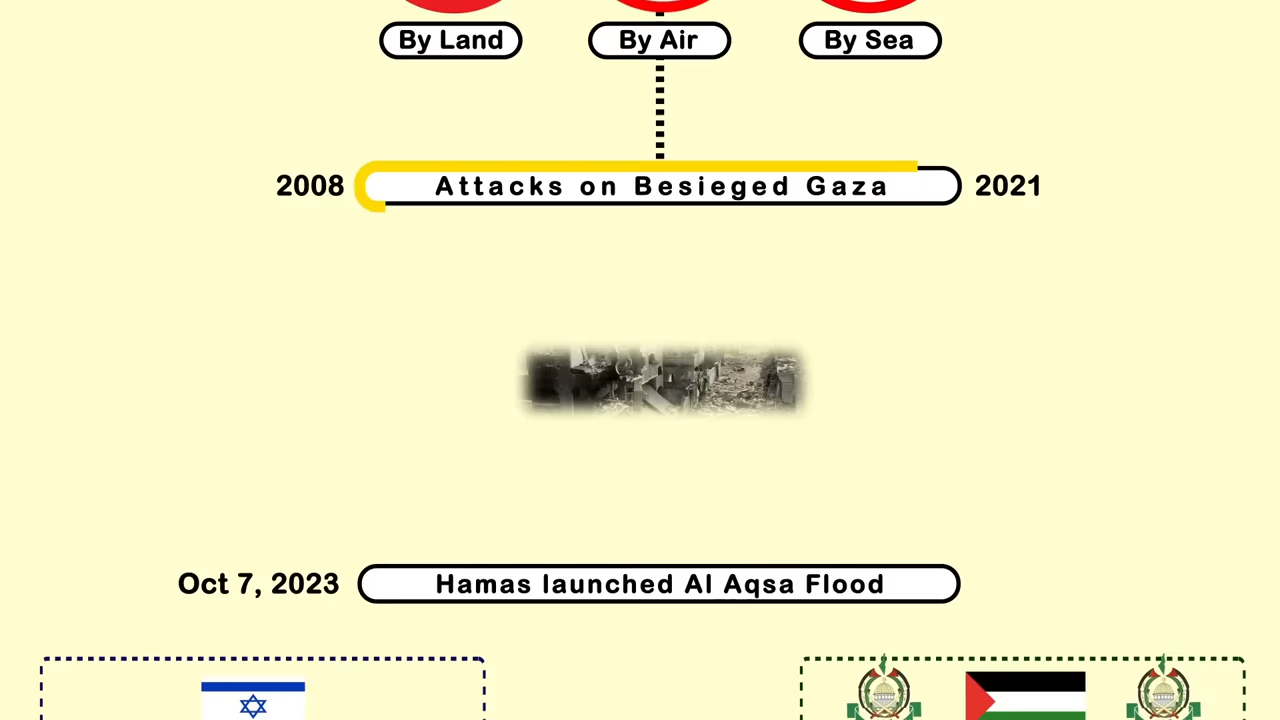 By Land By Air By Sea
2008 Attacks on Besieged Gaza 2021
Oct 7, 2023 Hamas launched Al Aqsa Flood